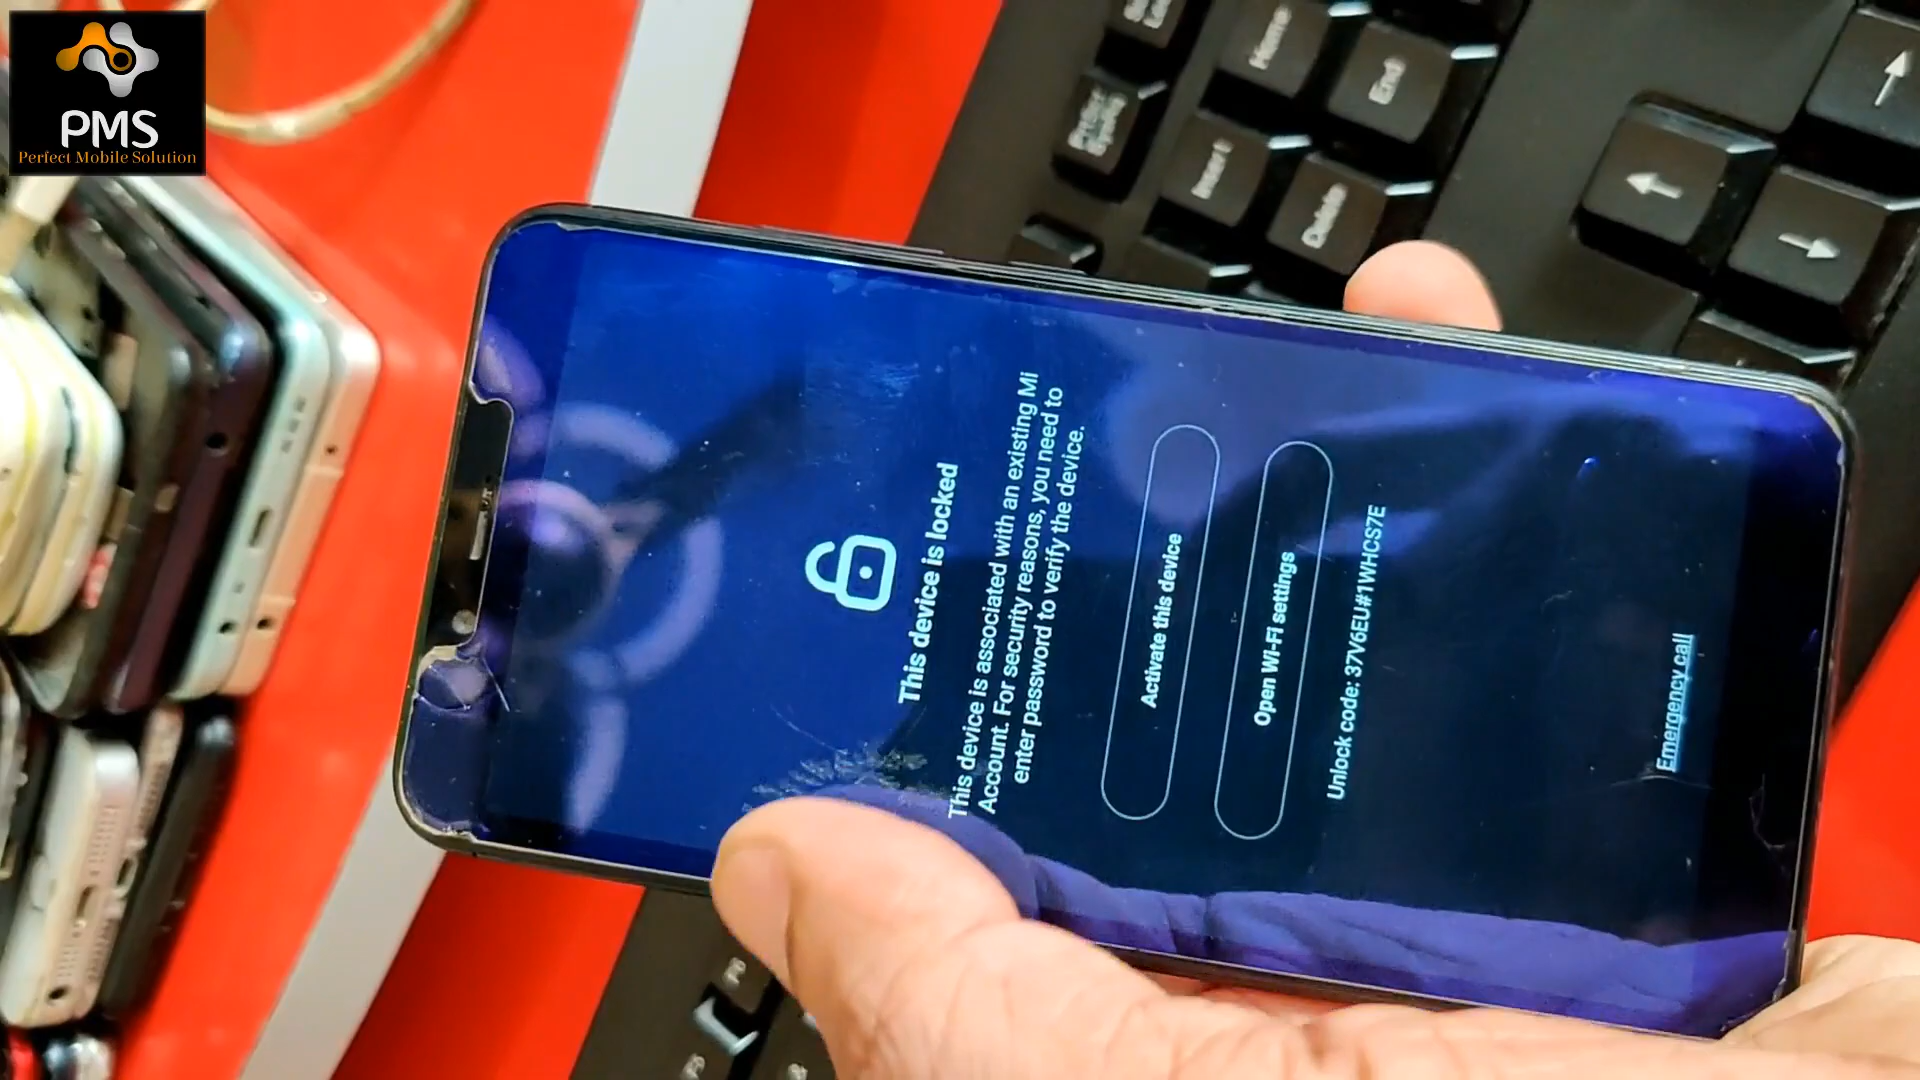 PMS
Perfect Mobile Solution
This device is locked
This device is associated with an existing Mi
Account. For security reasons, you need to
enter password to verify the device.
Activate this device
Open Wi-Fi settings
Unlock code: 37V6EU#1WHCS7E
Emergency call
Home
End
Insert
Delete